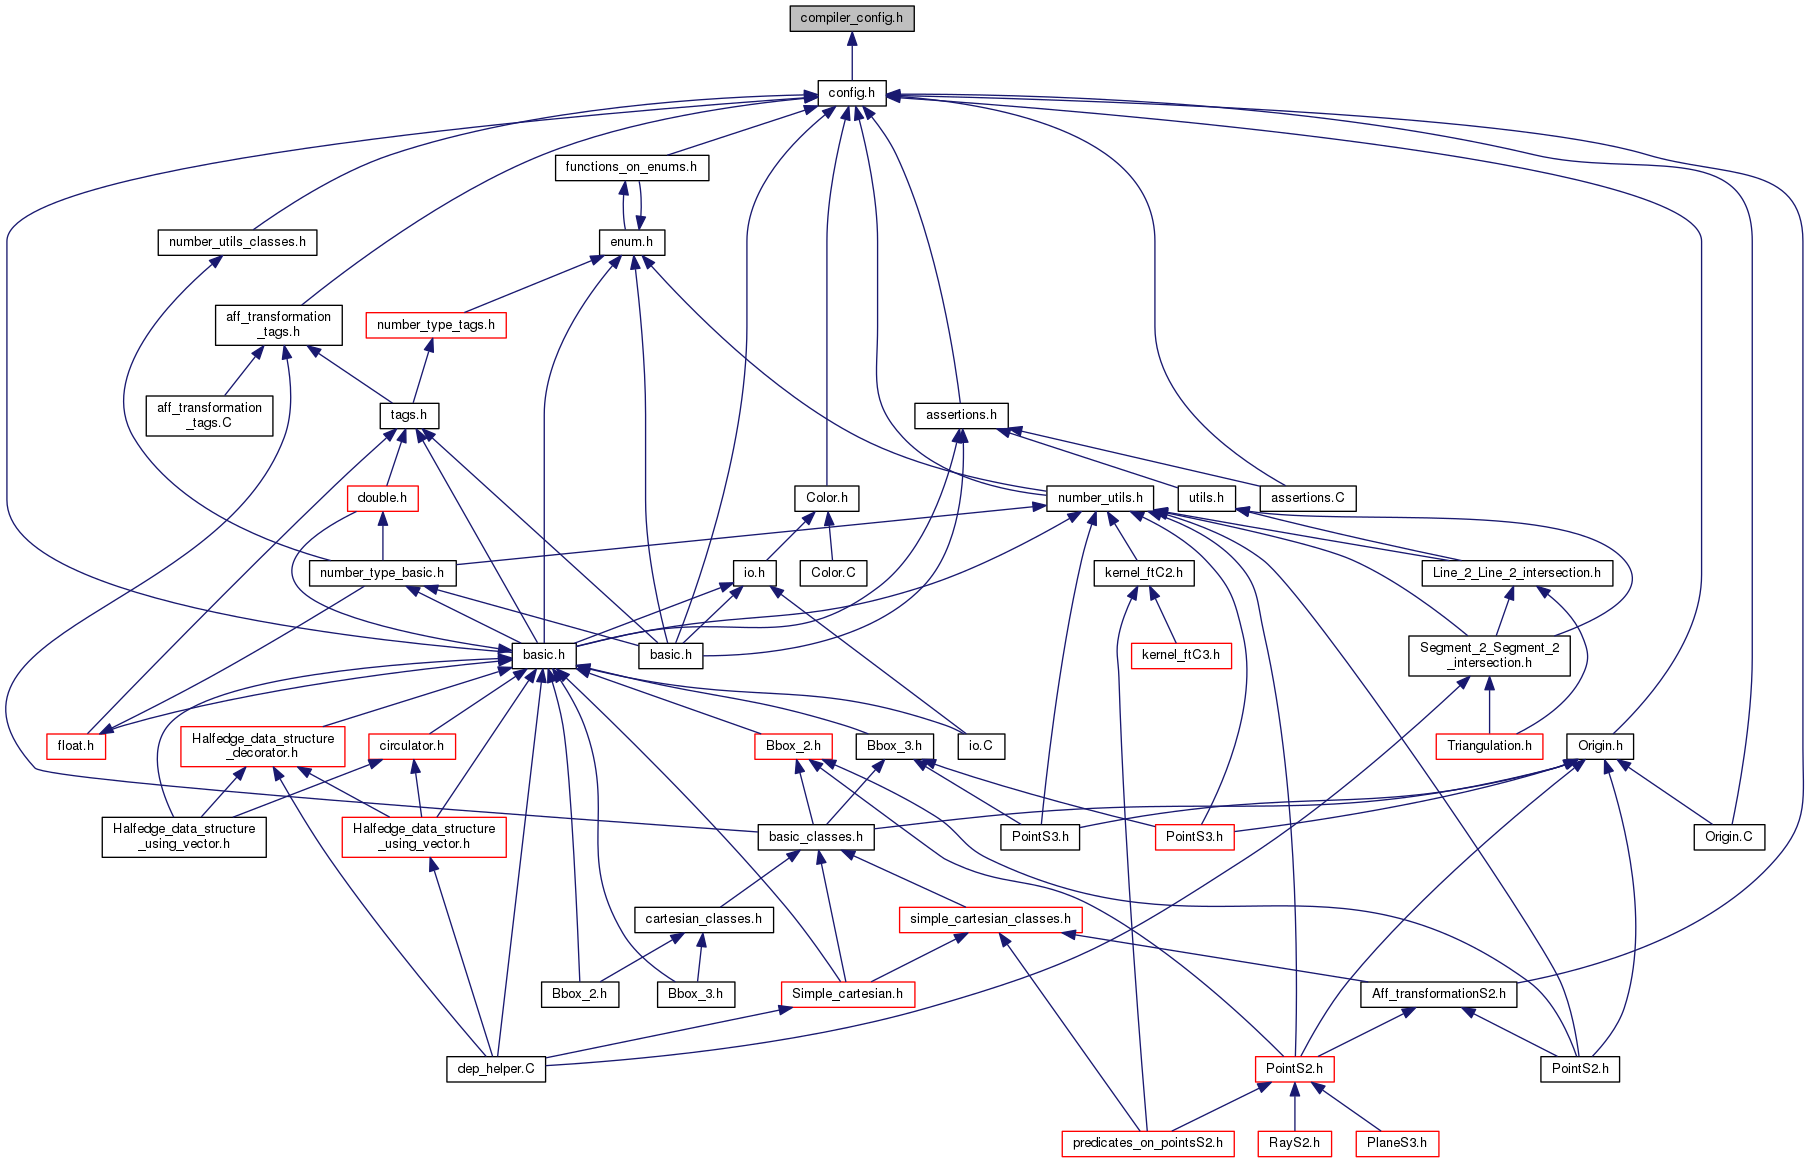 compiler_config.h
config.h
functions_on_enums.h
number_utils_classes.h
enum.h
aff_transformation
_tags.h
number_type_tags.h
aff_transformation
_tags.C
tags.h
assertions.h
double.h
Color.h
number_utils.h
utils.h
assertions.C
number_type_basic.h
io.h
Color.C
kernel_ftC2.h
Line_2_Line_2_intersection.h
basic.h
basic.h
kernel_ftC3.h
Segment_2_Segment_2
_intersection.h
float.h
Halfedge_data_structure
_decorator.h
circulator.h
Bbox_2.h
Bbox_3.h
io.C
Triangulation.h
Origin.h
Halfedge_data_structure
_using_vector.h
Halfedge_data_structure
_using_vector.h
basic_classes.h
PointS3.h
PointS3.h
Origin.C
cartesian_classes.h
simple_cartesian_classes.h
Bbox_2.h
Bbox_3.h
Simple_cartesian.h
Aff_transformationS2.h
dep_helper.C
PointS2.h
PointS2.h
predicates_on_pointsS2.h
RayS2.h
PlaneS3.h